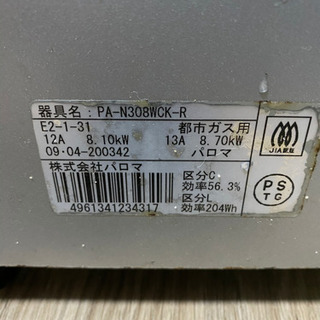 器具名：PA-N308WCK-R
E2-1-31 都市ガス用
12A 8.10kW 13A 8.70kW
09・04-200342 パロマ
株式会社パロマ
区分C
効率56.3%
区分L
効率204Wh
4961341234317
JIA認証
PS
TG